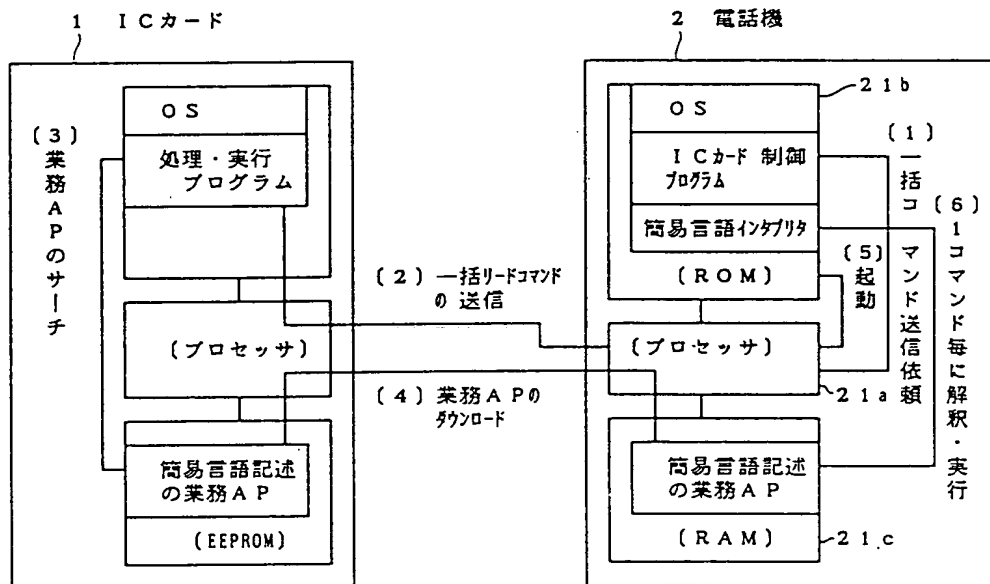 1 ICカード
2 電話機
OS
処理・実行
プログラム
(プロセッサ)
簡易言語記述
の業務AP
(EEPROM)
(3)業務APのサーチ
(2)一括リードコマンド
の送信
(4)業務APの
ダウンロード
OS
ICカード制御
プログラム
簡易言語インタプリタ
(ROM)
(プロセッサ)
簡易言語記述
の業務AP
(RAM)
21b
(1)一括コマンド送信依頼
(5)起動
(6)1コマンド毎に解釈・実行
21a
21c